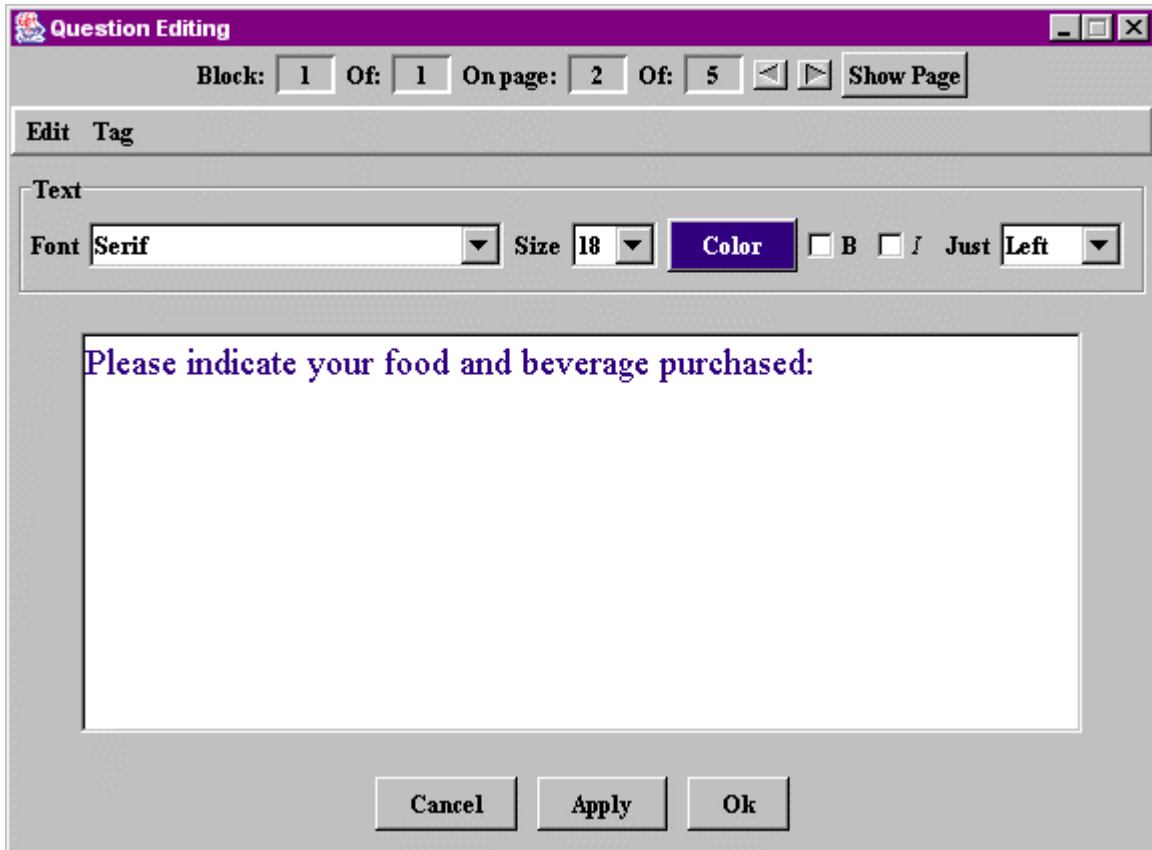 Question Editing
Block: 1 Of: 1 On page: 2 Of: 5 Show Page
Edit Tag
Text
Font Serif Size 18 Color B I Just Left
Please indicate your food and beverage purchased:
Cancel Apply Ok